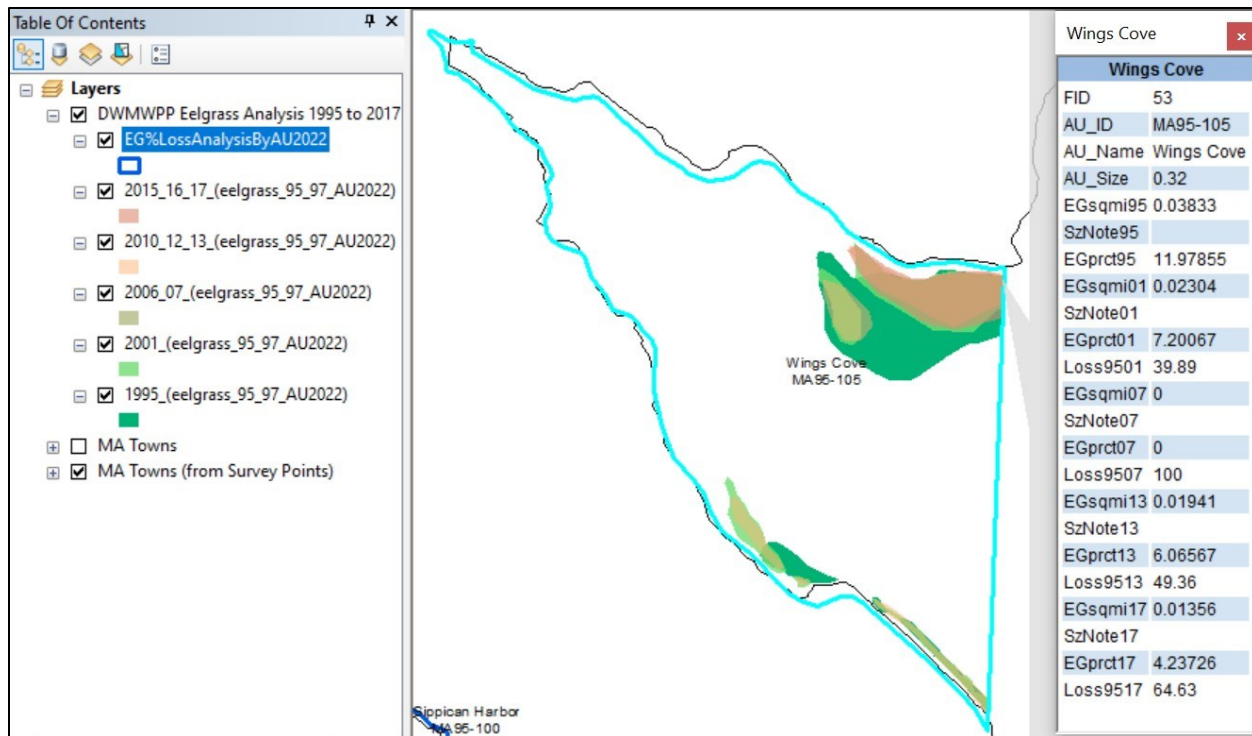 Table Of Contents
Layers
DWMWPP Eelgrass Analysis 1995 to 2017
EG%LossAnalysisByAU2022
2015_16_17_(eelgrass_95_97_AU2022)
2010_12_13_(eelgrass_95_97_AU2022)
2006_07_(eelgrass_95_97_AU2022)
2001_(eelgrass_95_97_AU2022)
1995_(eelgrass_95_97_AU2022)
MA Towns
MA Towns (from Survey Points)
Wings Cove
MA95-105
Sippican Harbor
MA95-100
Wings Cove
Wings Cove
FID 53
AU_ID MA95-105
AU_Name Wings Cove
AU_Size 0.32
EGsqmi95 0.03833
SzNote95
EGprct95 11.97855
EGsqmi01 0.02304
SzNote01
EGprct01 7.20067
Loss9501 39.89
EGsqmi07 0
SzNote07
EGprct07 0
Loss9507 100
EGsqmi13 0.01941
SzNote13
EGprct13 6.06567
Loss9513 49.36
EGsqmi17 0.01356
SzNote17
EGprct17 4.23726
Loss9517 64.63